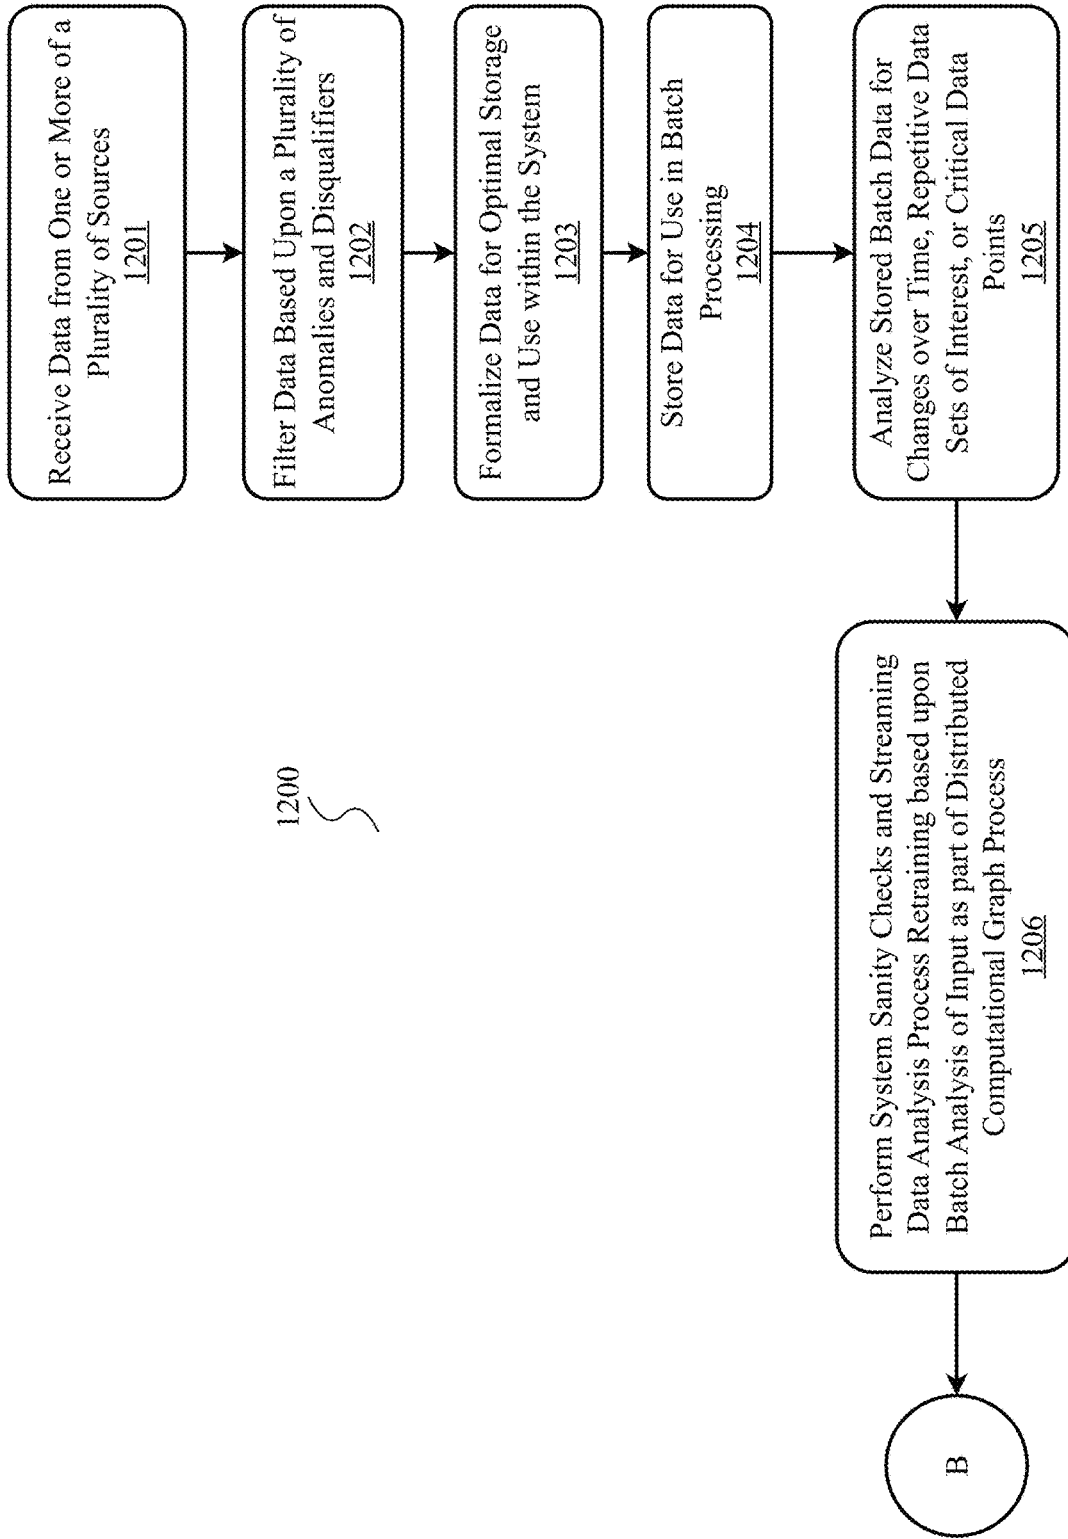 Receive Data from One or More of a
Plurality of Sources
1201
Filter Data Based Upon a Plurality of
Anomalies and Disqualifiers
1202
Formalize Data for Optimal Storage
and Use within the System
1203
Store Data for Use in Batch
Processing
1204
Analyze Stored Batch Data for
Changes over Time, Repetitive Data
Sets of Interest, or Critical Data
Points
1205
Perform System Sanity Checks and Streaming
Data Analysis Process Retraining based upon
Batch Analysis of Input as part of Distributed
Computational Graph Process
1206
B
1200